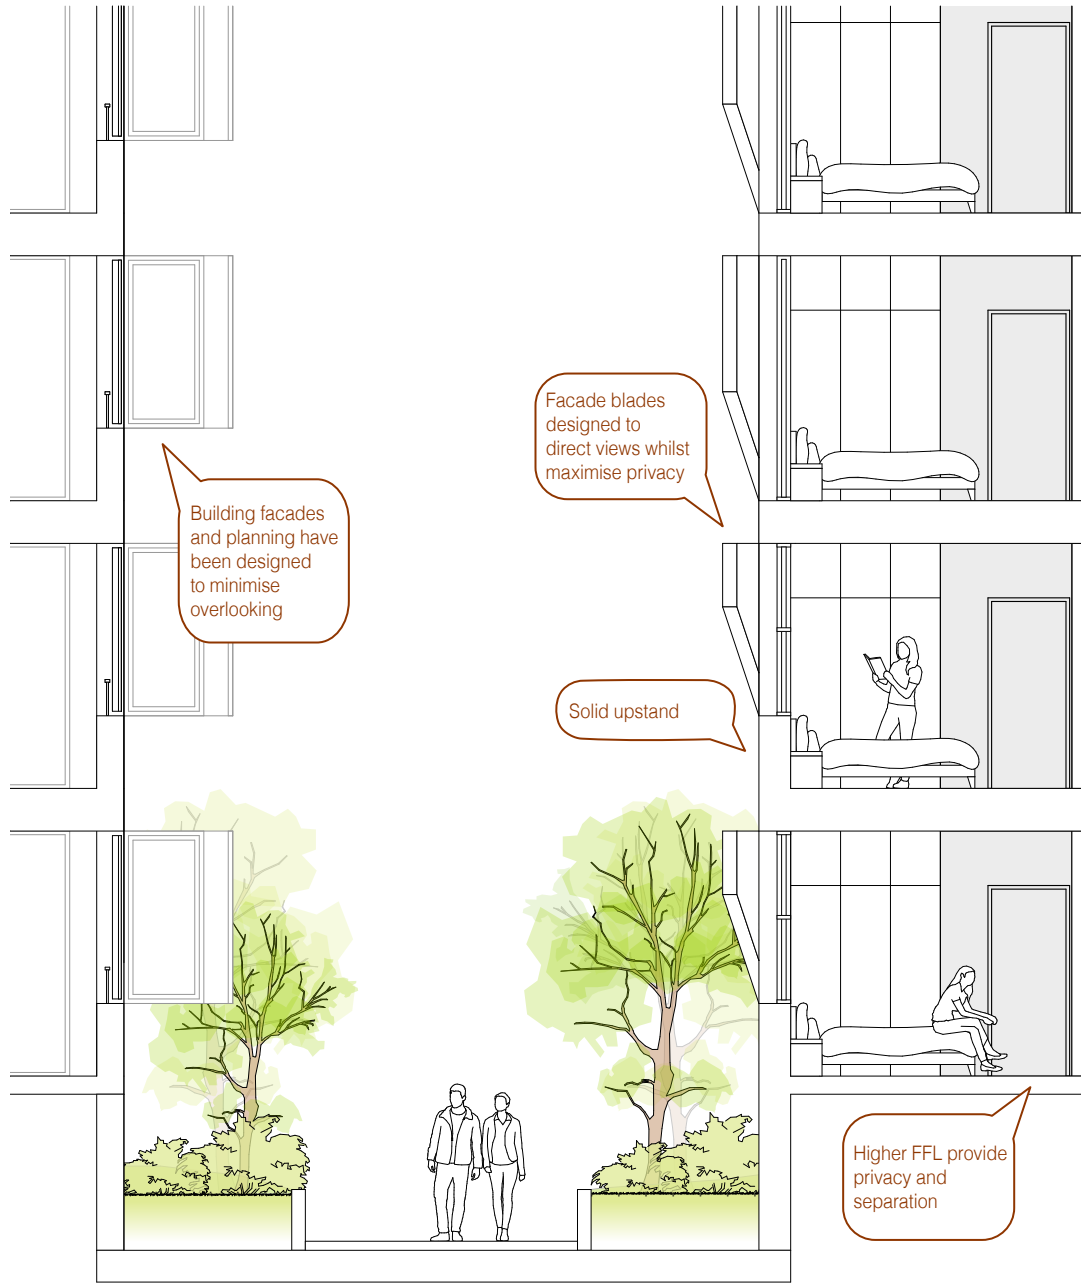 Facade blades
designed to
direct views whilst
maximise privacy
Building facades
and planning have
been designed
to minimise
overlooking
Solid upstand
Higher FFL provide
privacy and
separation